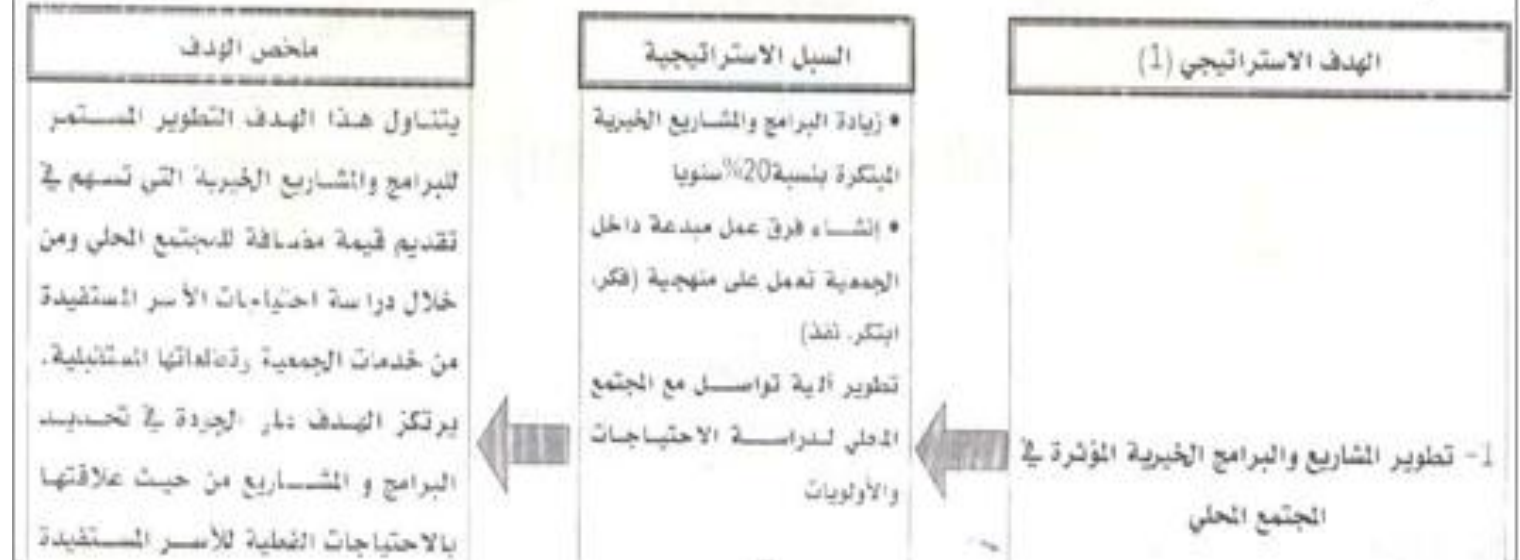 الهدف الاستراتيجي (1)
1- تطوير المشاريع والبرامج الخيرية المؤثرة في
المجتمع المحلي
السبل الاستراتيجية
• زيادة البرامج والمشاريع الخيرية
المبتكرة بنسبة20%سنويا
• إنشاء فرق عمل مبدعة داخل
الجمعية تعمل على منهجية (فكر،
ابتكر، نفذ)
تطوير آلية تواصل مع المجتمع
المحلي لدراسة الاحتياجات
والأولويات
ملخص الهدف
يتناول هذا الهدف التطوير المستمر
للبرامج والمشاريع الخيرية التي تسهم في
تقديم قيمة مضافة للمجتمع المحلي ومن
خلال دراسة احتياجات الأسر المستفيدة
من خدمات الجمعية وتطلعاتها المستقبلية.
يرتكز الهدف على الجودة في تحديد
البرامج و المشاريع من حيث علاقتها
بالاحتياجات الفعلية للأسر المستفيدة